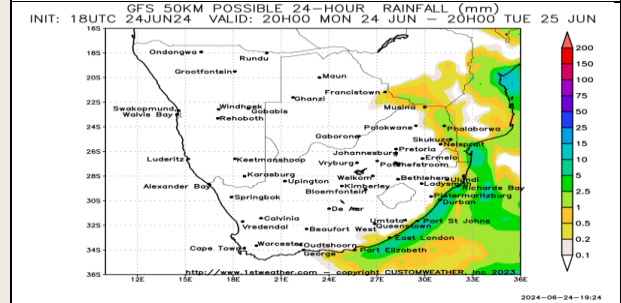 GFS 50KM POSSIBLE 24-HOUR RAINFALL (mm)
INIT: 18UTC 24JUN24 VALID: 20H00 MON 24 JUN - 20H00 TUE 25 JUN
16S
Ondangwa
Rundu
200
18S
150
Grootfontein
100
20S
Maun
75
Francistown
50
Ghanzi
22S
Windhoek
Gobabis
Musina
25
Swakopmund
Walvis Bay
Rehoboth
15
24S
Polokwane
Phalaborwa
Gaborone
Skukuza
10
Nelspruit
26S
Johannesburg
Pretoria
5
Luderitz
Keetmanshoop
Vryburg
Potchefstroom
Ermelo
2.5
28S
Karasburg
Welkom
Bethlehem
Ulundi
Alexander Bay
Upington
Kimberley
Ladysmith
Richards Bay
1
Bloemfontein
Pietermaritzburg
30S
Springbok
Durban
0.5
De Aar
Calvinia
Umtata
Port St Johns
0.2
32S
Vredendal
Beaufort West
Queenstown
East London
0.1
34S
Cape Town
Worcester
Oudtshoorn
Port Elizabeth
George
36S
http://www.1stweather.com - copyright CUSTOMWEATHER, Inc 2023
12E 15E 18E 21E 24E 27E 30E 33E 36E
2024-06-24-19:24